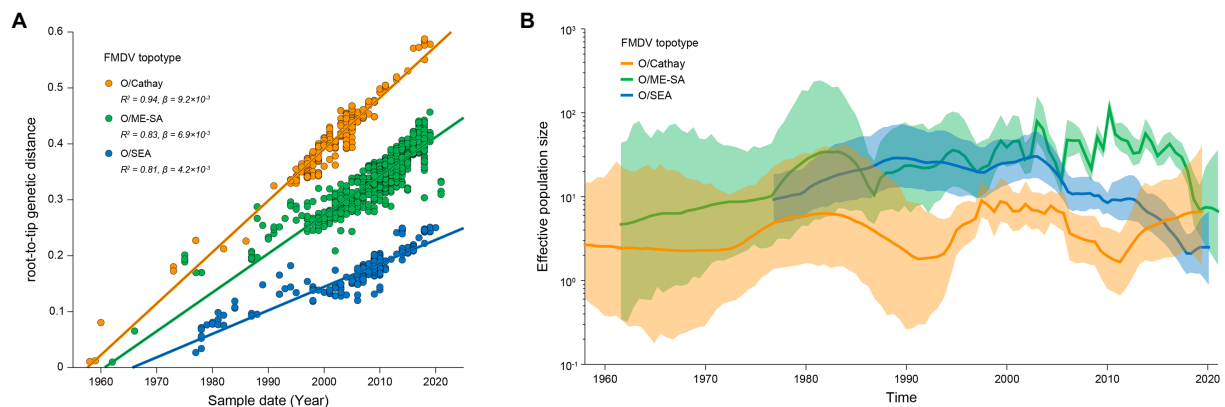 A
0.6
0.5
0.4
0.3
0.2
0.1
0
root-to-tip genetic distance
FMDV topotype
O/Cathay
R² = 0.94, β = 9.2×10⁻³
O/ME-SA
R² = 0.83, β = 6.9×10⁻³
O/SEA
R² = 0.81, β = 4.2×10⁻³
1960 1970 1980 1990 2000 2010 2020
Sample date (Year)
B
10³
10²
10¹
10⁰
10⁻¹
Effective population size
FMDV topotype
O/Cathay
O/ME-SA
O/SEA
1960 1970 1980 1990 2000 2010 2020
Time